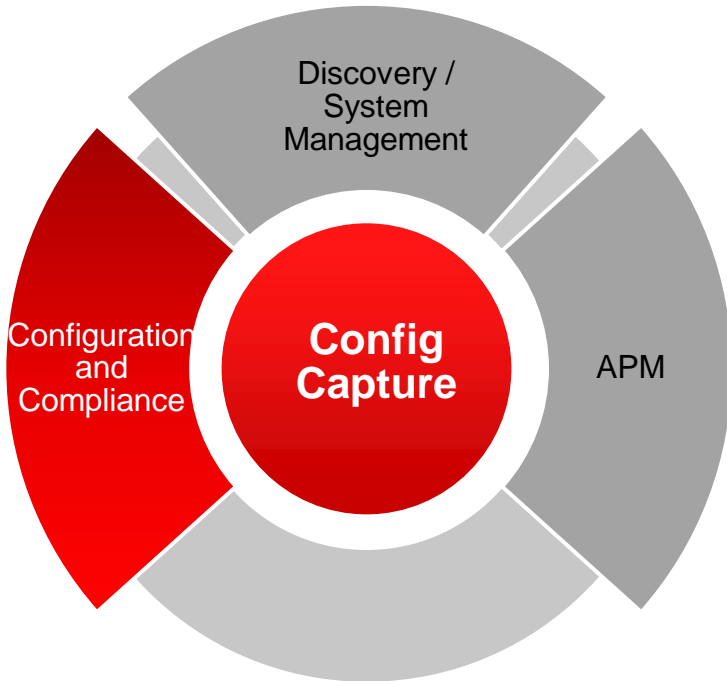 Discovery /
System
Management
Configuration
and
Compliance
Config
Capture
APM